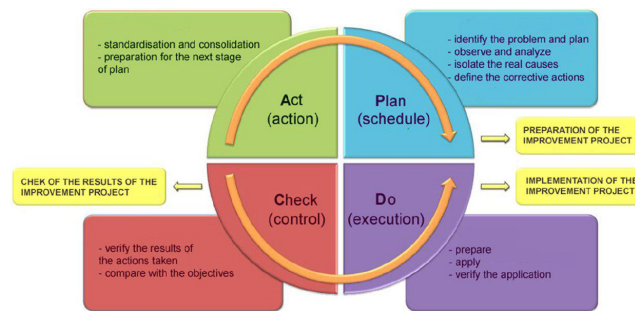 - standardisation and consolidation
- preparation for the next stage
of plan
- identify the problem and plan
- observe and analyze
- isolate the real causes
- define the corrective actions
Act
(action)
Plan
(schedule)
PREPARATION OF THE
IMPROVEMENT PROJECT
CHEK OF THE RESULTS OF THE
IMPROVEMENT PROJECT
IMPLEMENTATION OF THE
IMPROVEMENT PROJECT
Check
(control)
Do
(execution)
- verify the results of
the actions taken
- compare with the objectives
- prepare
- apply
- verify the application